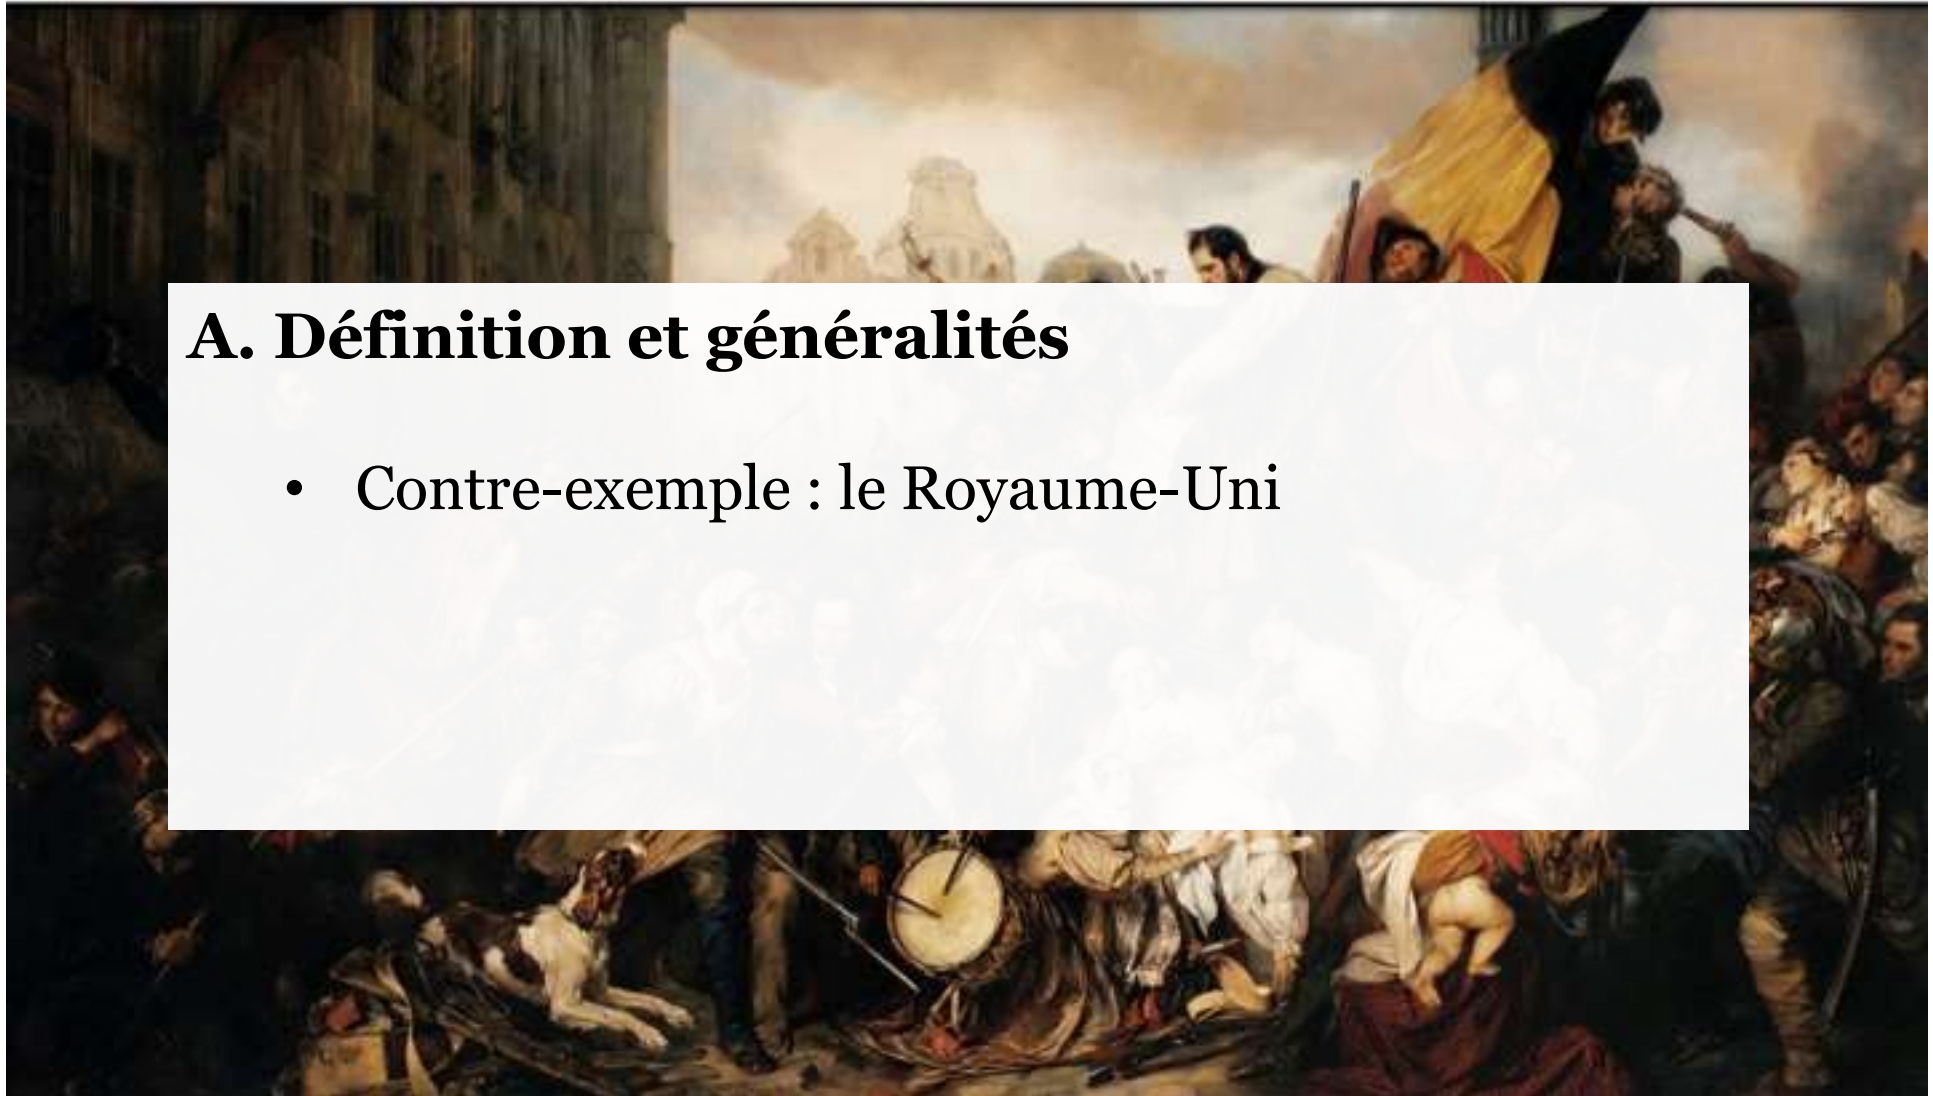 A. Définition et généralités
• Contre-exemple : le Royaume-Uni